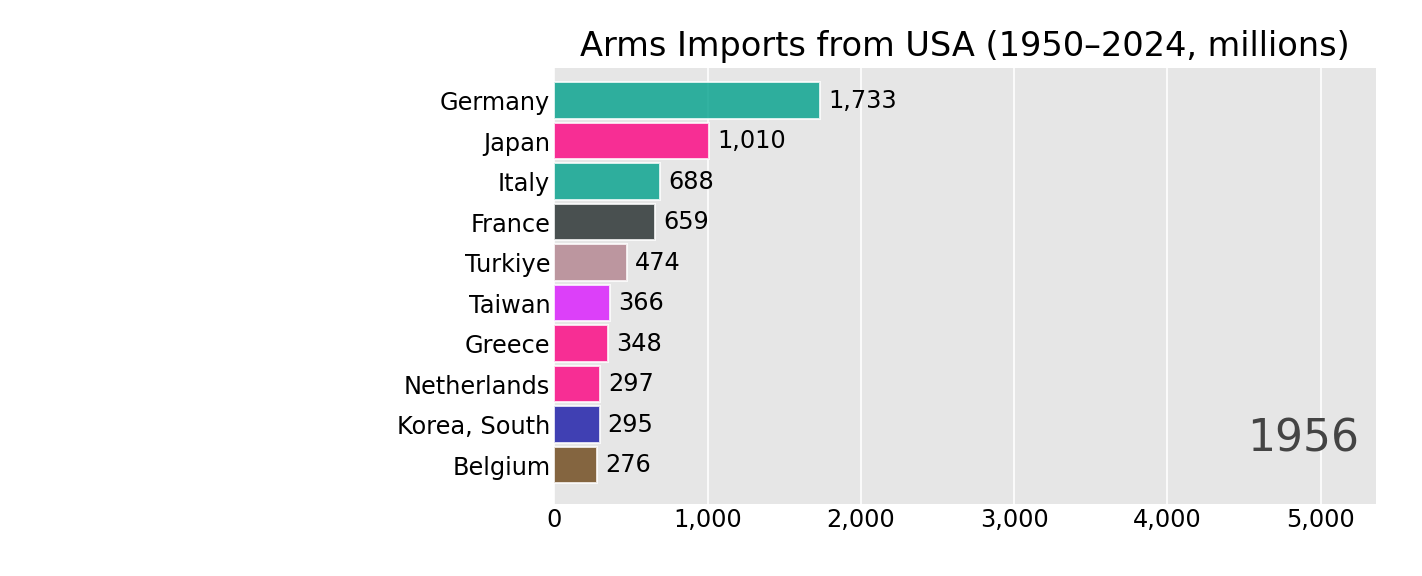 Arms Imports from USA (1950–2024, millions)
Germany 1,733
Japan 1,010
Italy 688
France 659
Turkiye 474
Taiwan 366
Greece 348
Netherlands 297
Korea, South 295
Belgium 276
1956
0 1,000 2,000 3,000 4,000 5,000